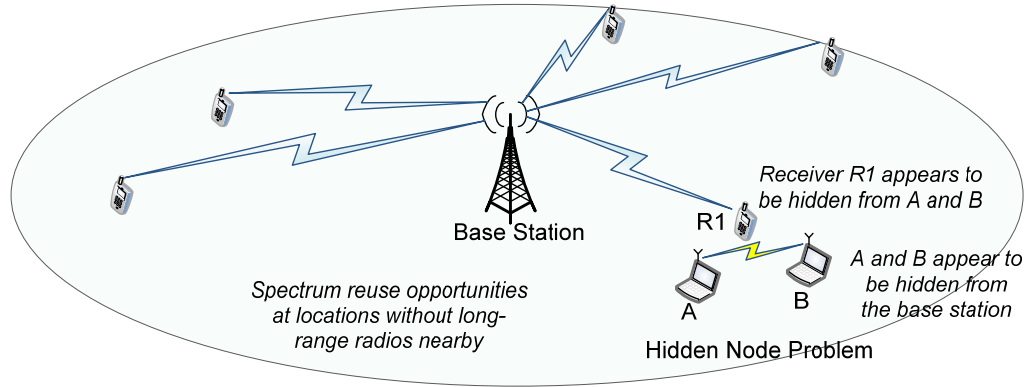 Receiver R1 appears to
be hidden from A and B
R1
Base Station
A and B appear to
be hidden from
the base station
A
B
Spectrum reuse opportunities
at locations without long-
range radios nearby
Hidden Node Problem